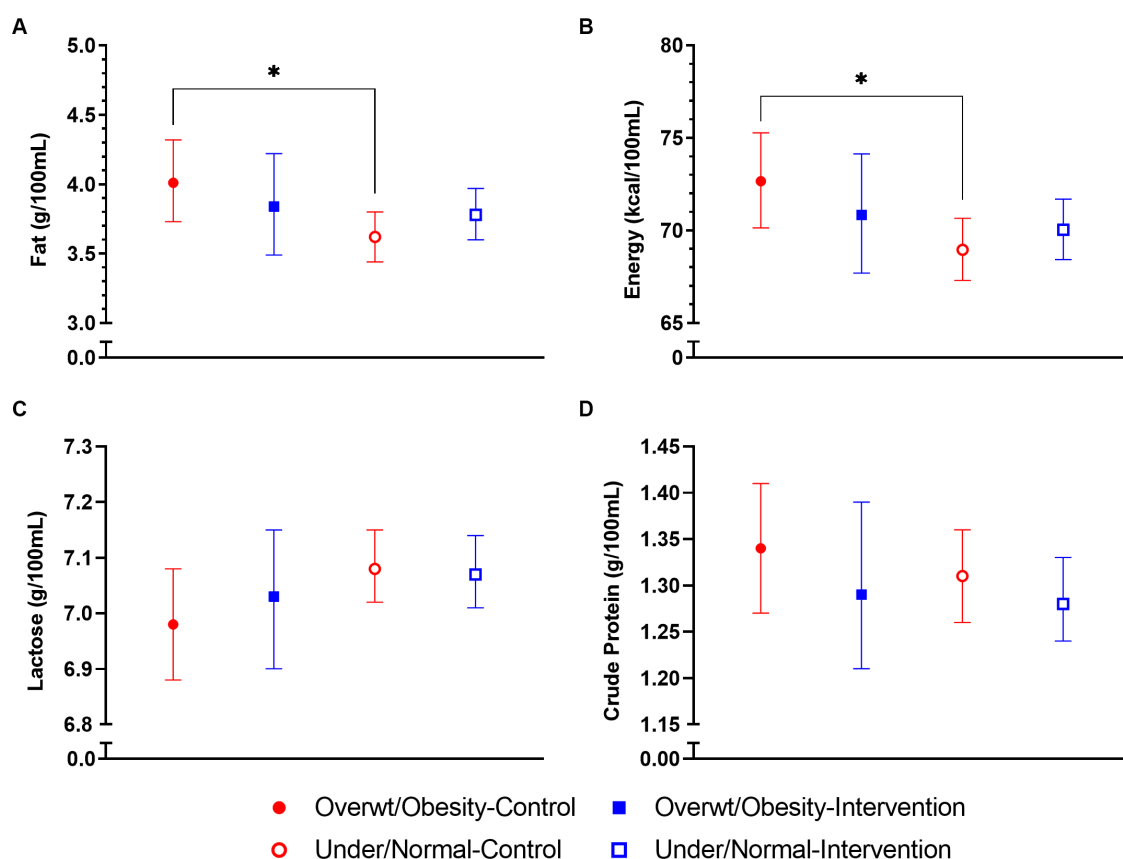 A
Fat (g/100mL)
5.0
4.5
4.0
3.5
3.0
0.0
*
B
Energy (kcal/100mL)
80
75
70
65
0
*
C
Lactose (g/100mL)
7.3
7.2
7.1
7.0
6.9
6.8
0.0
D
Crude Protein (g/100mL)
1.45
1.40
1.35
1.30
1.25
1.20
1.15
0.00
Overwt/Obesity-Control
Overwt/Obesity-Intervention
Under/Normal-Control
Under/Normal-Intervention